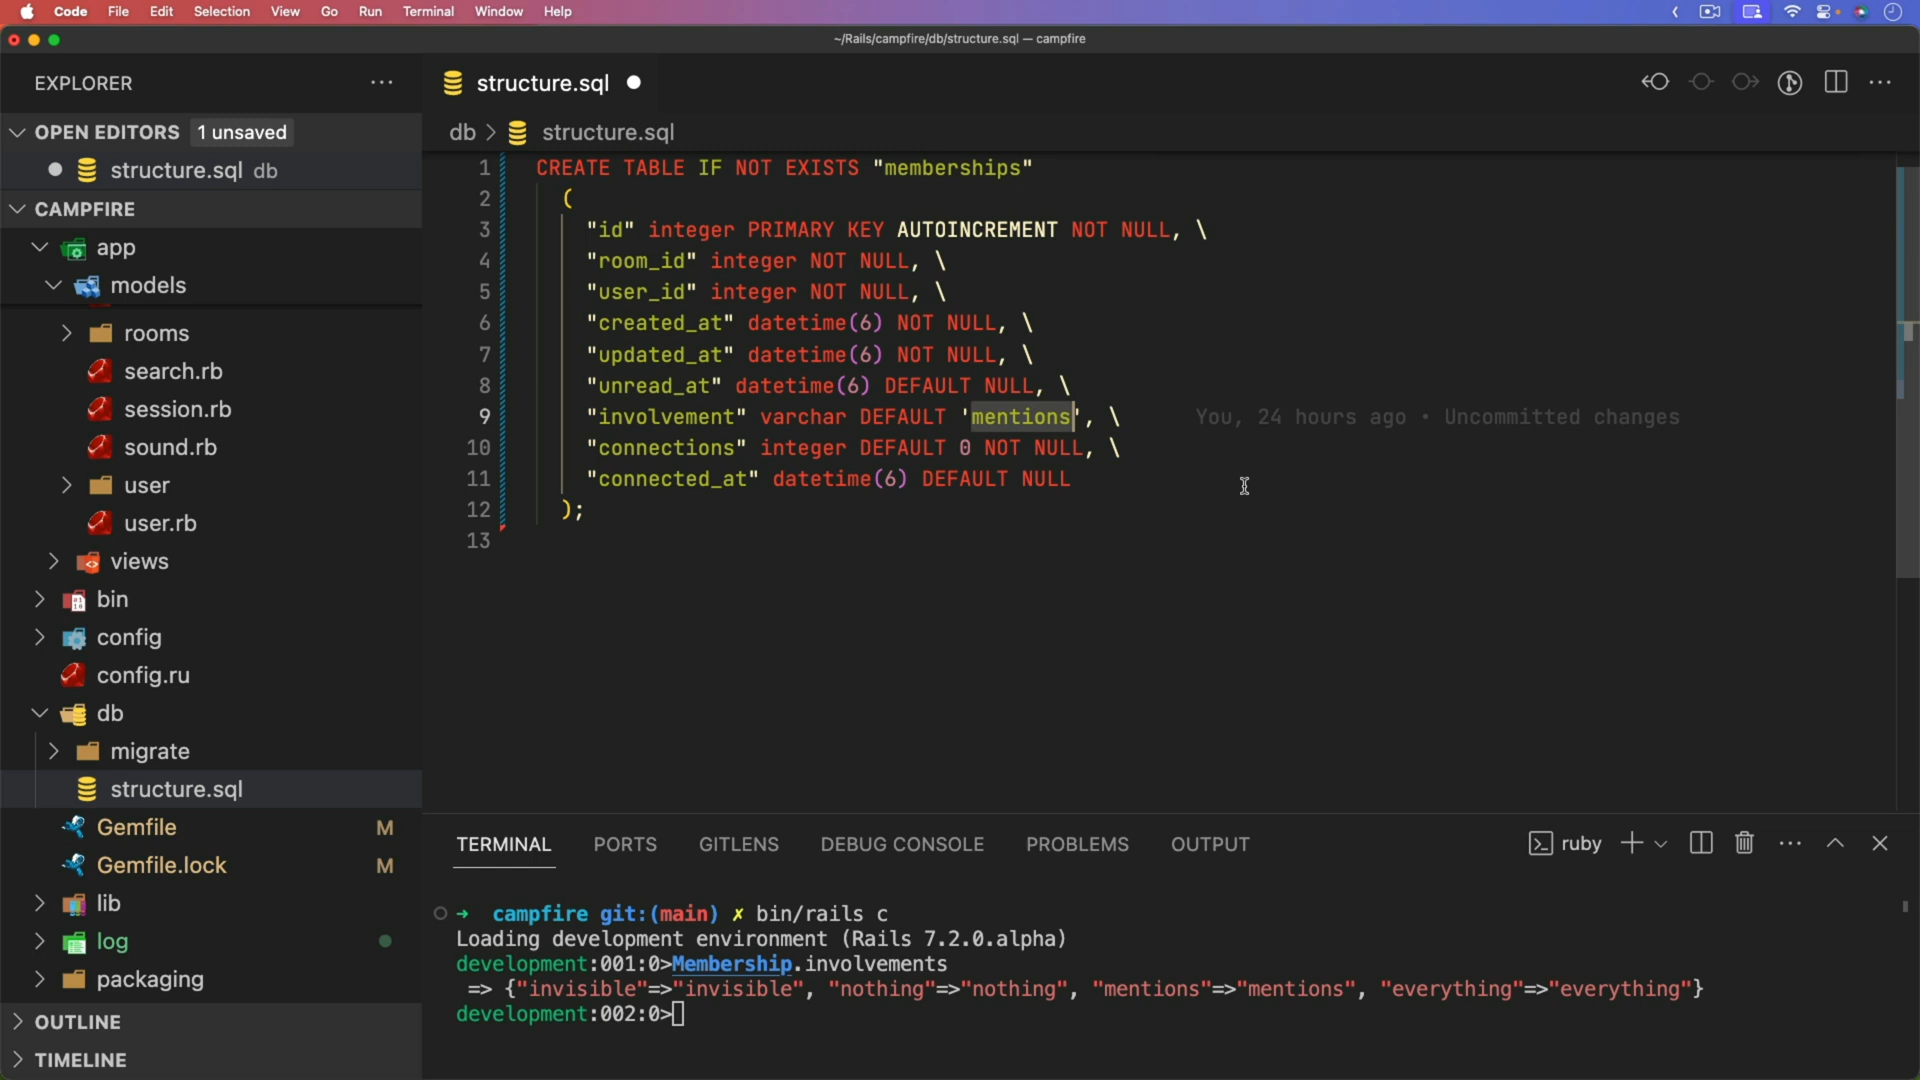 Code File Edit Selection View Go Run Terminal Window Help
~/Rails/campfire/db/structure.sql — campfire
EXPLORER
OPEN EDITORS 1 unsaved
structure.sql db
CAMPFIRE
app
models
rooms
search.rb
session.rb
sound.rb
user
user.rb
views
bin
config
config.ru
db
migrate
structure.sql
Gemfile M
Gemfile.lock M
lib
log
packaging
OUTLINE
TIMELINE
structure.sql
db > structure.sql
1 CREATE TABLE IF NOT EXISTS "memberships"
2 (
3 "id" integer PRIMARY KEY AUTOINCREMENT NOT NULL, \
4 "room_id" integer NOT NULL, \
5 "user_id" integer NOT NULL, \
6 "created_at" datetime(6) NOT NULL, \
7 "updated_at" datetime(6) NOT NULL, \
8 "unread_at" datetime(6) DEFAULT NULL, \
9 "involvement" varchar DEFAULT 'mentions', \ You, 24 hours ago • Uncommitted changes
10 "connections" integer DEFAULT 0 NOT NULL, \
11 "connected_at" datetime(6) DEFAULT NULL
12 );
13
TERMINAL PORTS GITLENS DEBUG CONSOLE PROBLEMS OUTPUT ruby
➜ campfire git:(main) ✗ bin/rails c
Loading development environment (Rails 7.2.0.alpha)
development:001:0>Membership.involvements
=> {"invisible"=>"invisible", "nothing"=>"nothing", "mentions"=>"mentions", "everything"=>"everything"}
development:002:0>